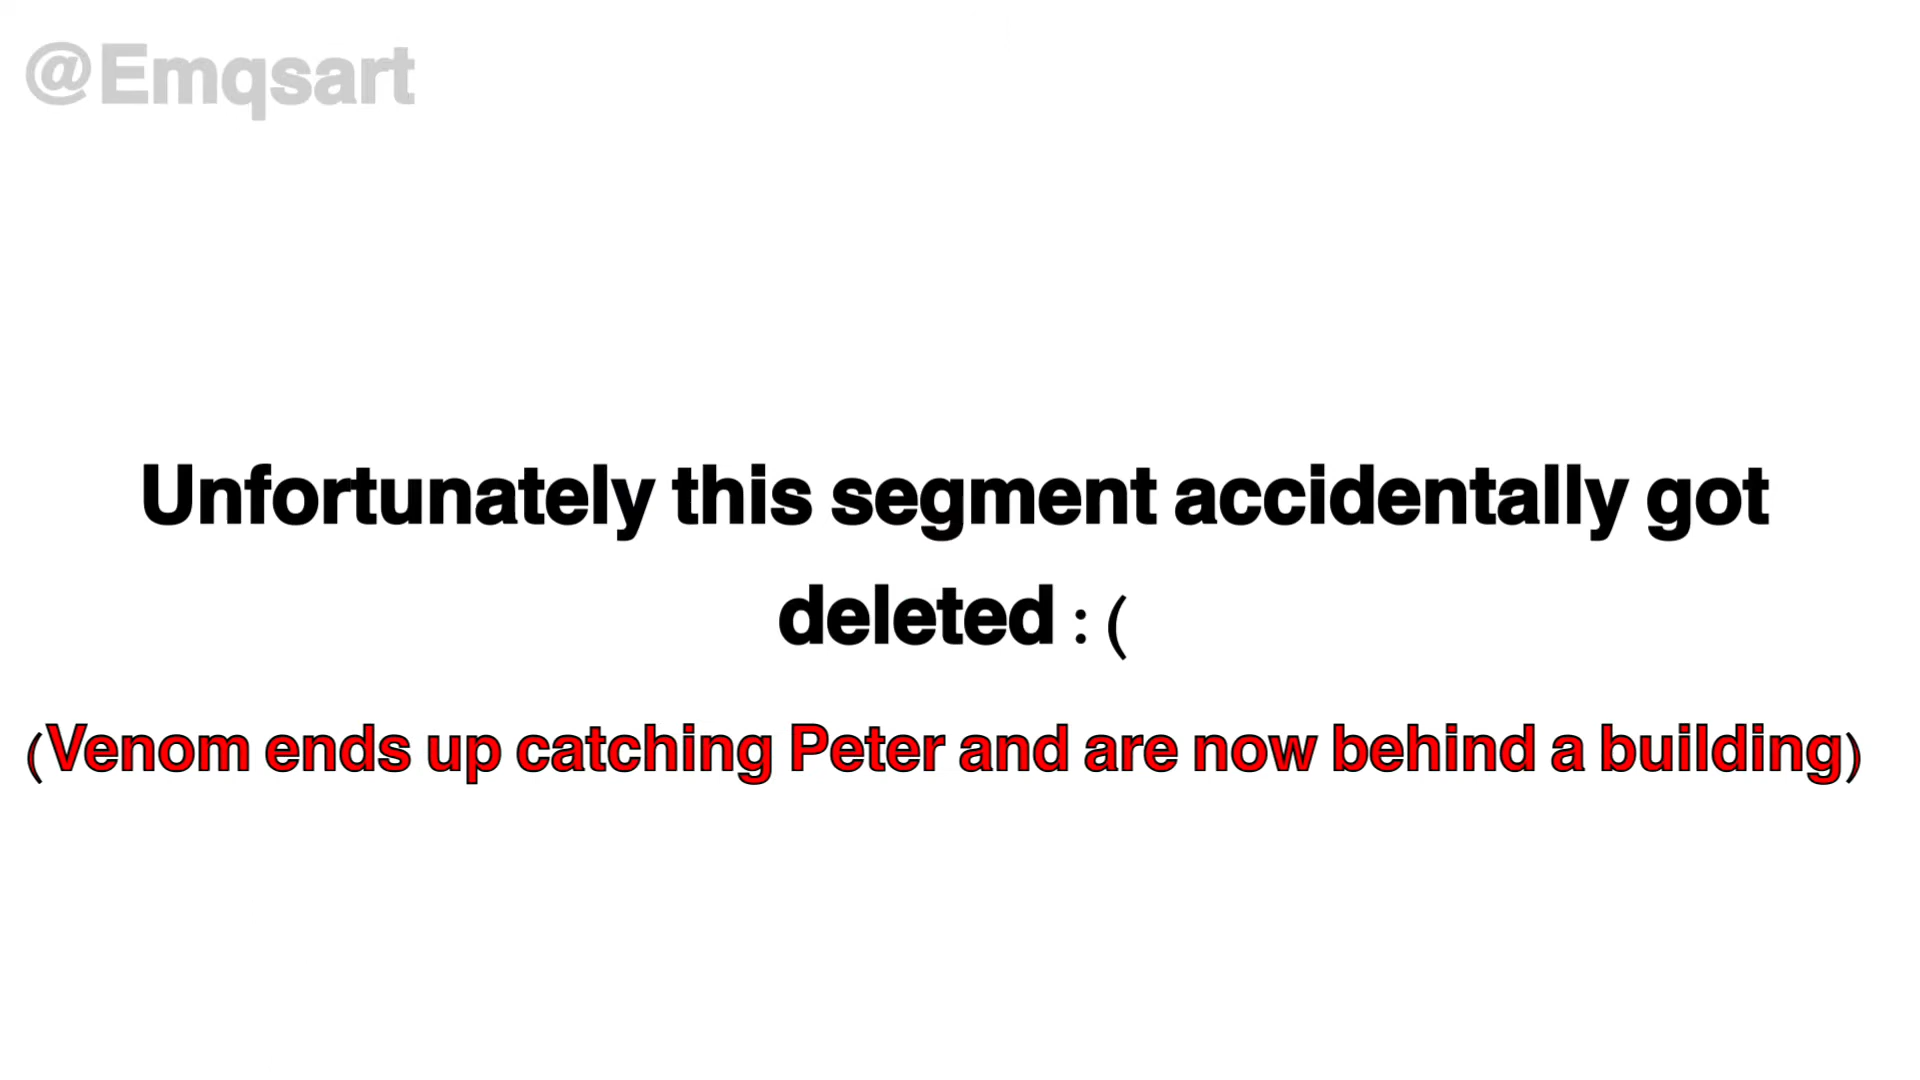 @Emqsart
Unfortunately this segment accidentally got
deleted :(
(Venom ends up catching Peter and are now behind a building)